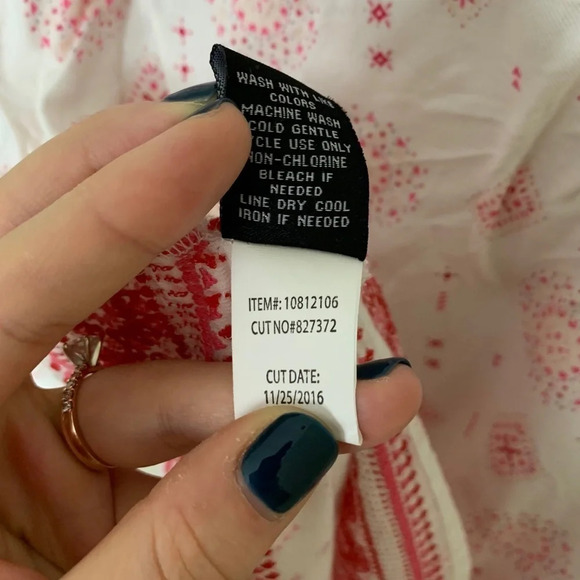 WASH WITH LIKE
COLORS
MACHINE WASH
COLD GENTLE
CYCLE USE ONLY
NON-CHLORINE
BLEACH IF
NEEDED
LINE DRY COOL
IRON IF NEEDED
ITEM#: 10812106
CUT NO#827372
CUT DATE:
11/25/2016